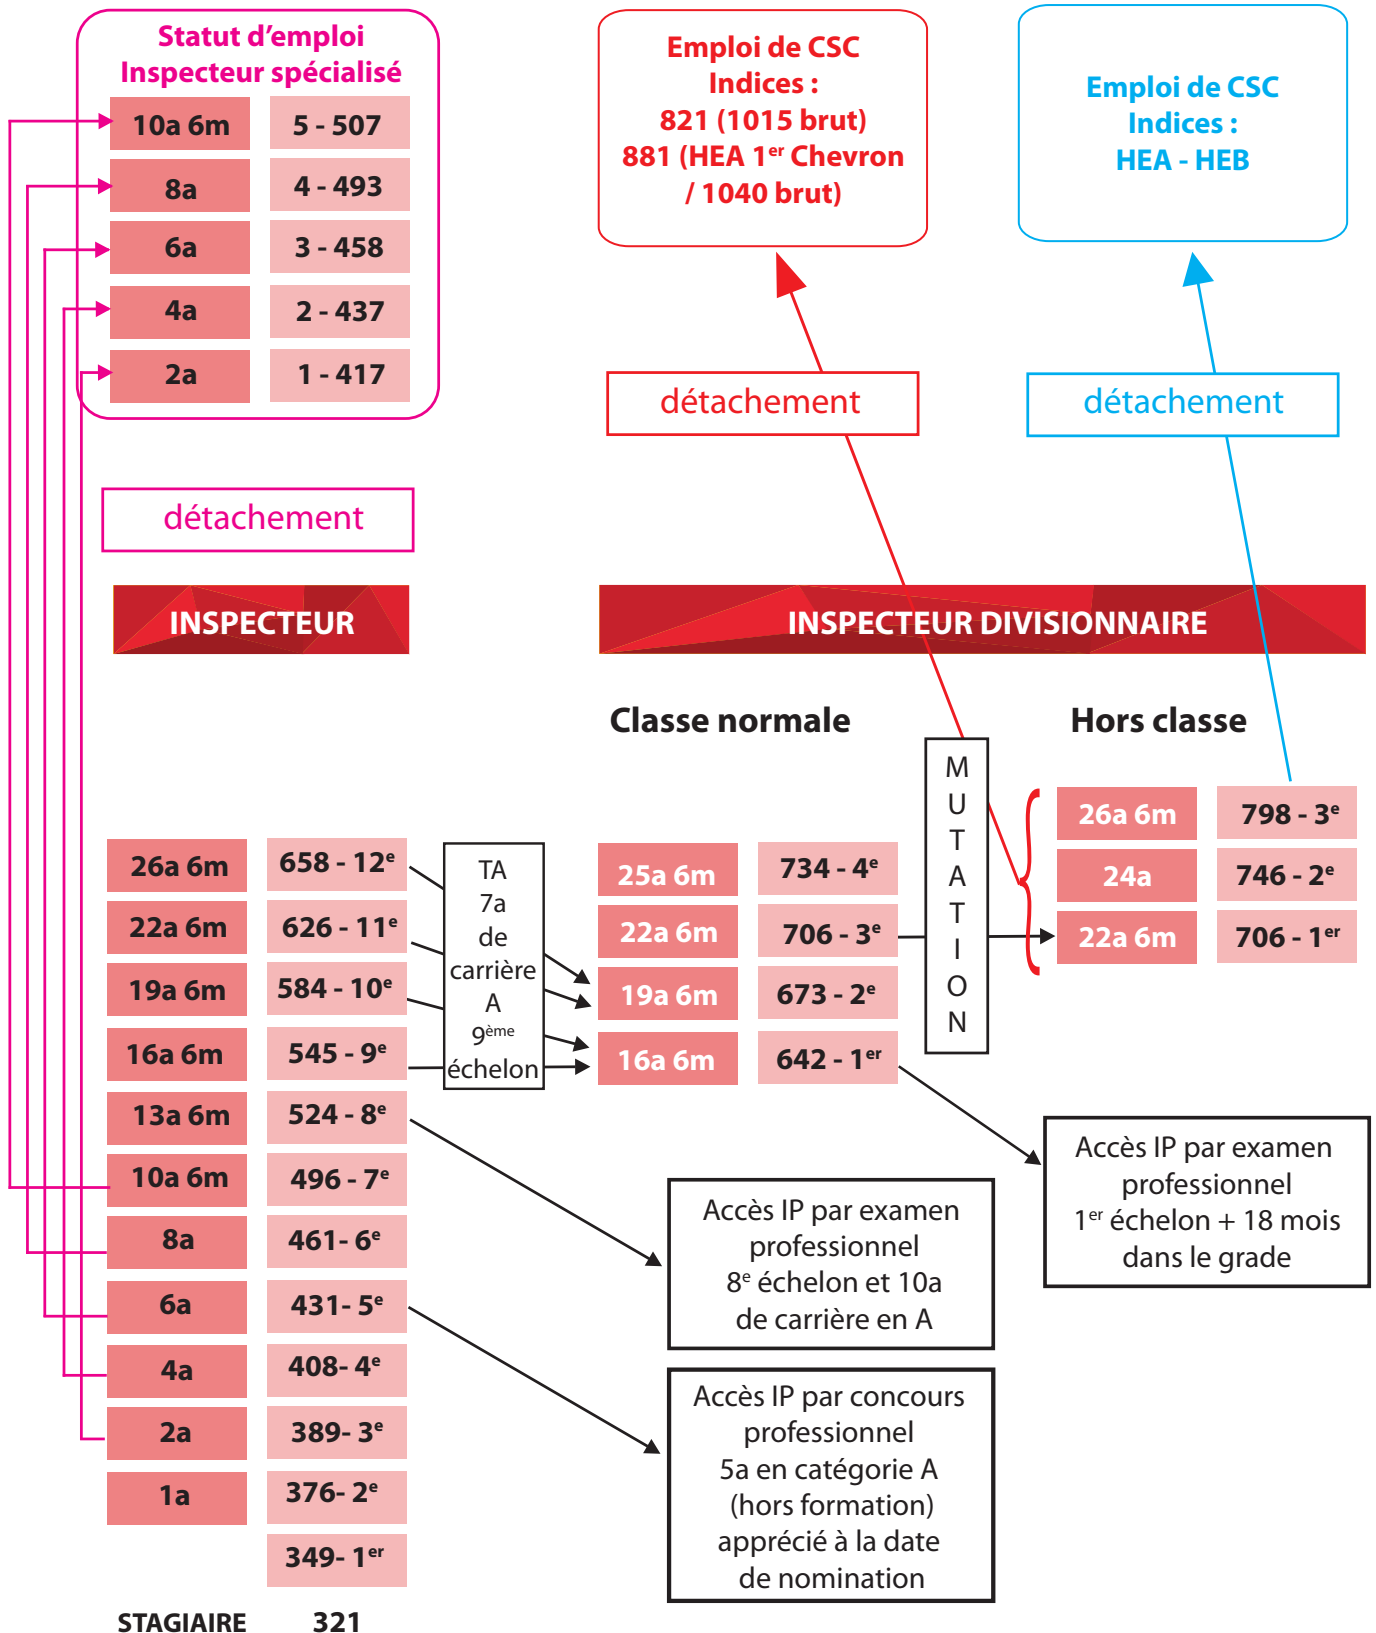 Statut d’emploi
Inspecteur spécialisé
10a 6m 5 - 507
8a 4 - 493
6a 3 - 458
4a 2 - 437
2a 1 - 417
détachement
Emploi de CSC
Indices :
821 (1015 brut)
881 (HEA 1er Chevron
/ 1040 brut)
détachement
Emploi de CSC
Indices :
HEA - HEB
détachement
INSPECTEUR
26a 6m 658 - 12e
22a 6m 626 - 11e
19a 6m 584 - 10e
16a 6m 545 - 9e
13a 6m 524 - 8e
10a 6m 496 - 7e
8a 461- 6e
6a 431- 5e
4a 408- 4e
2a 389- 3e
1a 376- 2e
349- 1er
STAGIAIRE 321
TA
7a
de
carrière
A
9ème
échelon
INSPECTEUR DIVISIONNAIRE
Classe normale
25a 6m 734 - 4e
22a 6m 706 - 3e
19a 6m 673 - 2e
16a 6m 642 - 1er
M
U
T
A
T
I
O
N
Hors classe
26a 6m 798 - 3e
24a 746 - 2e
22a 6m 706 - 1er
Accès IP par examen
professionnel
1er échelon + 18 mois
dans le grade
Accès IP par examen
professionnel
8e échelon et 10a
de carrière en A
Accès IP par concours
professionnel
5a en catégorie A
(hors formation)
apprécié à la date
de nomination